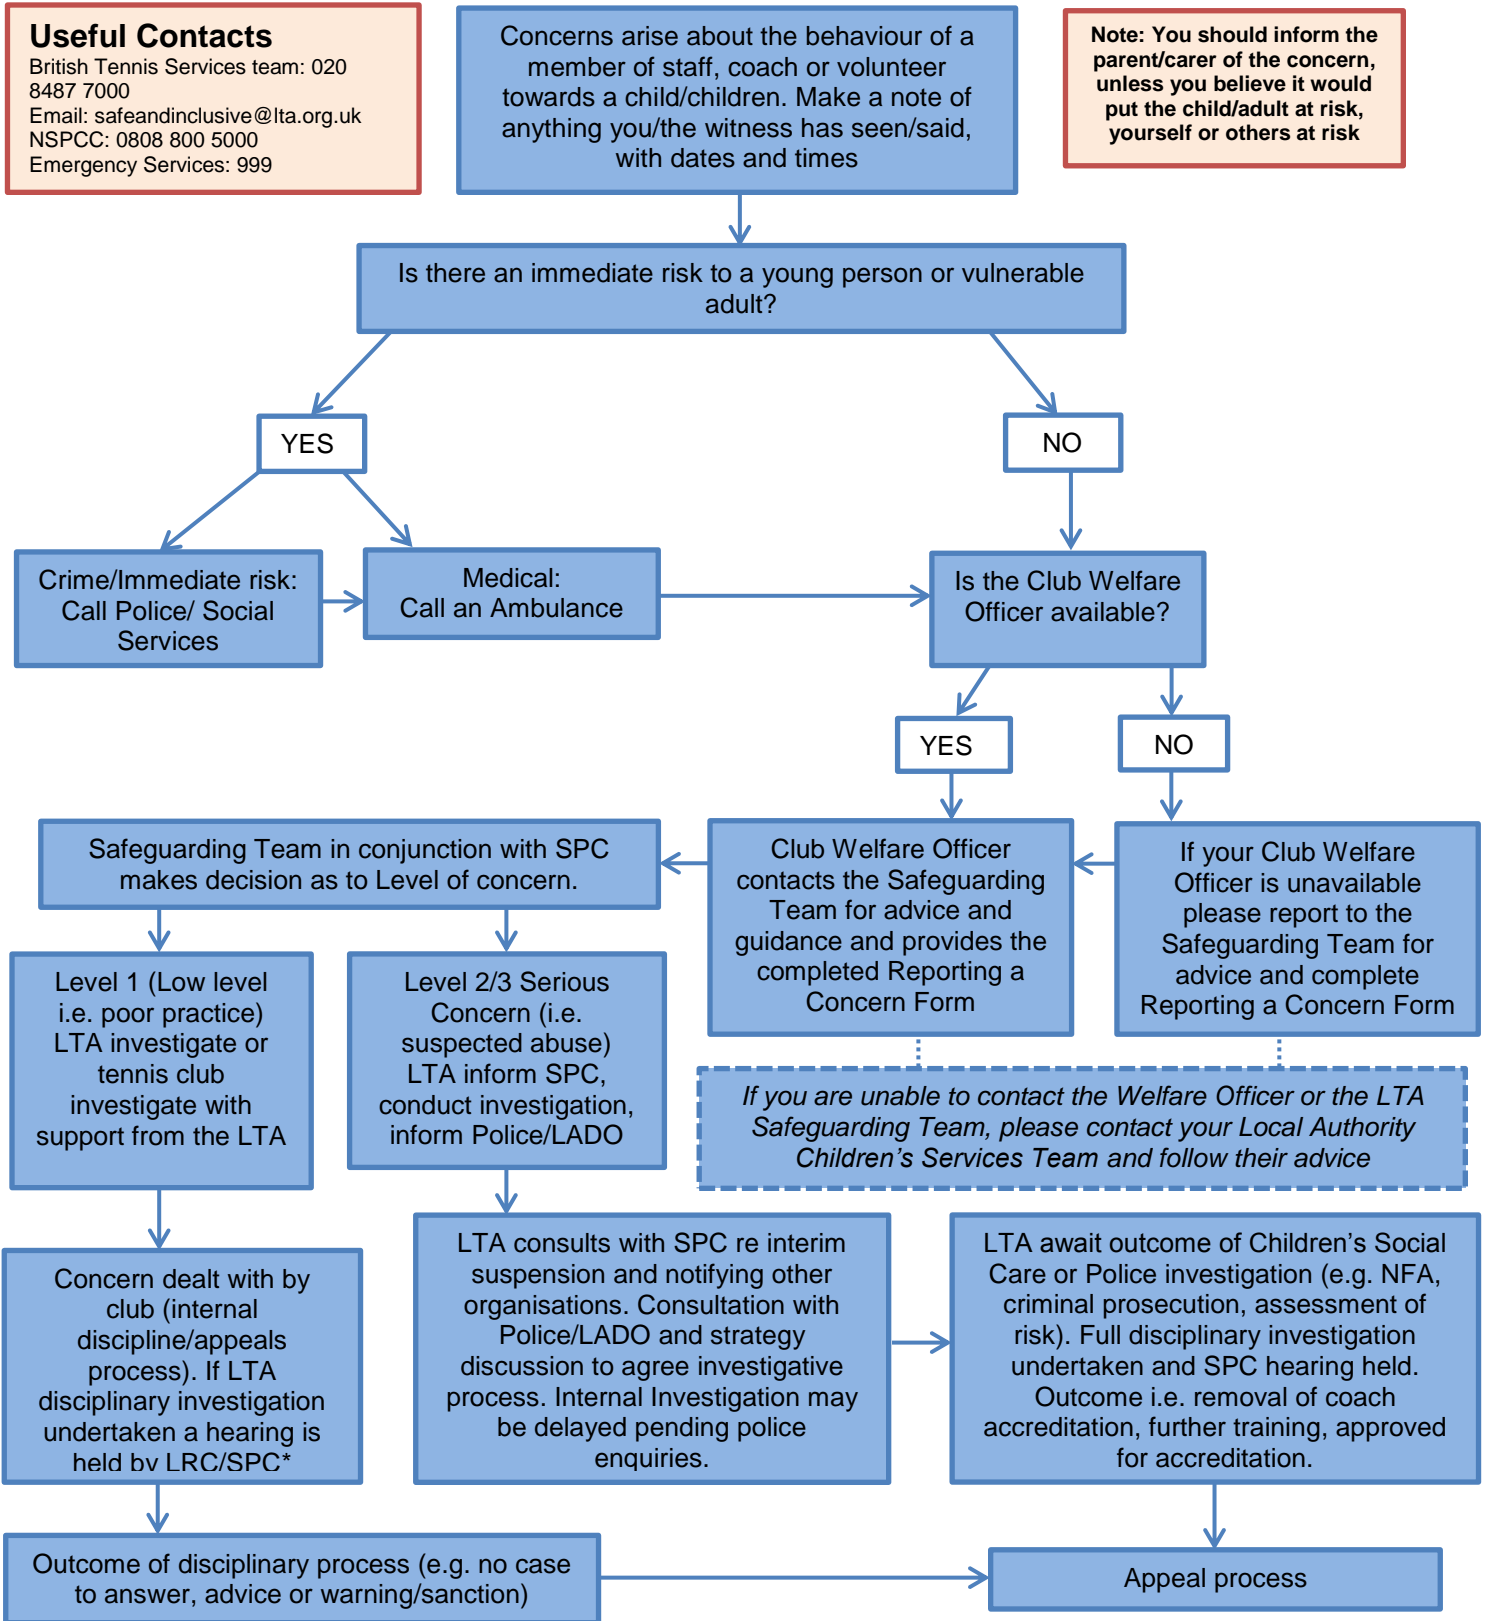 Useful Contacts
British Tennis Services team: 020
8487 7000
Email: safeandinclusive@lta.org.uk
NSPCC: 0808 800 5000
Emergency Services: 999
Concerns arise about the behaviour of a
member of staff, coach or volunteer
towards a child/children. Make a note of
anything you/the witness has seen/said,
with dates and times
Note: You should inform the
parent/carer of the concern,
unless you believe it would
put the child/adult at risk,
yourself or others at risk
Is there an immediate risk to a young person or vulnerable
adult?
YES
NO
Crime/Immediate risk:
Call Police/ Social
Services
Medical:
Call an Ambulance
Is the Club Welfare
Officer available?
YES
NO
Safeguarding Team in conjunction with SPC
makes decision as to Level of concern.
Club Welfare Officer
contacts the Safeguarding
Team for advice and
guidance and provides the
completed Reporting a
Concern Form
If your Club Welfare
Officer is unavailable
please report to the
Safeguarding Team for
advice and complete
Reporting a Concern Form
Level 1 (Low level
i.e. poor practice)
LTA investigate or
tennis club
investigate with
support from the LTA
Level 2/3 Serious
Concern (i.e.
suspected abuse)
LTA inform SPC,
conduct investigation,
inform Police/LADO
If you are unable to contact the Welfare Officer or the LTA
Safeguarding Team, please contact your Local Authority
Children’s Services Team and follow their advice
Concern dealt with by
club (internal
discipline/appeals
process). If LTA
disciplinary investigation
undertaken a hearing is
held by LRC/SPC*
LTA consults with SPC re interim
suspension and notifying other
organisations. Consultation with
Police/LADO and strategy
discussion to agree investigative
process. Internal Investigation may
be delayed pending police
enquiries.
LTA await outcome of Children’s Social
Care or Police investigation (e.g. NFA,
criminal prosecution, assessment of
risk). Full disciplinary investigation
undertaken and SPC hearing held.
Outcome i.e. removal of coach
accreditation, further training, approved
for accreditation.
Outcome of disciplinary process (e.g. no case
to answer, advice or warning/sanction)
Appeal process